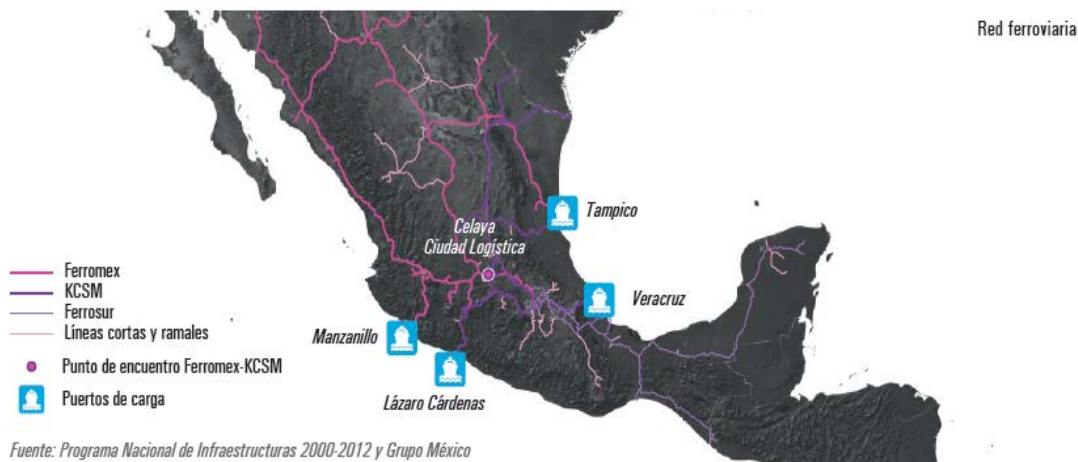 Red ferroviaria
Tampico
Celaya
Ciudad Logística
Ferromex
KCSM
Ferrosur
Líneas cortas y ramales
Veracruz
Manzanillo
Punto de encuentro Ferromex-KCSM
Puertos de carga
Lázaro Cárdenas
Fuente: Programa Nacional de Infraestructuras 2000-2012 y Grupo México